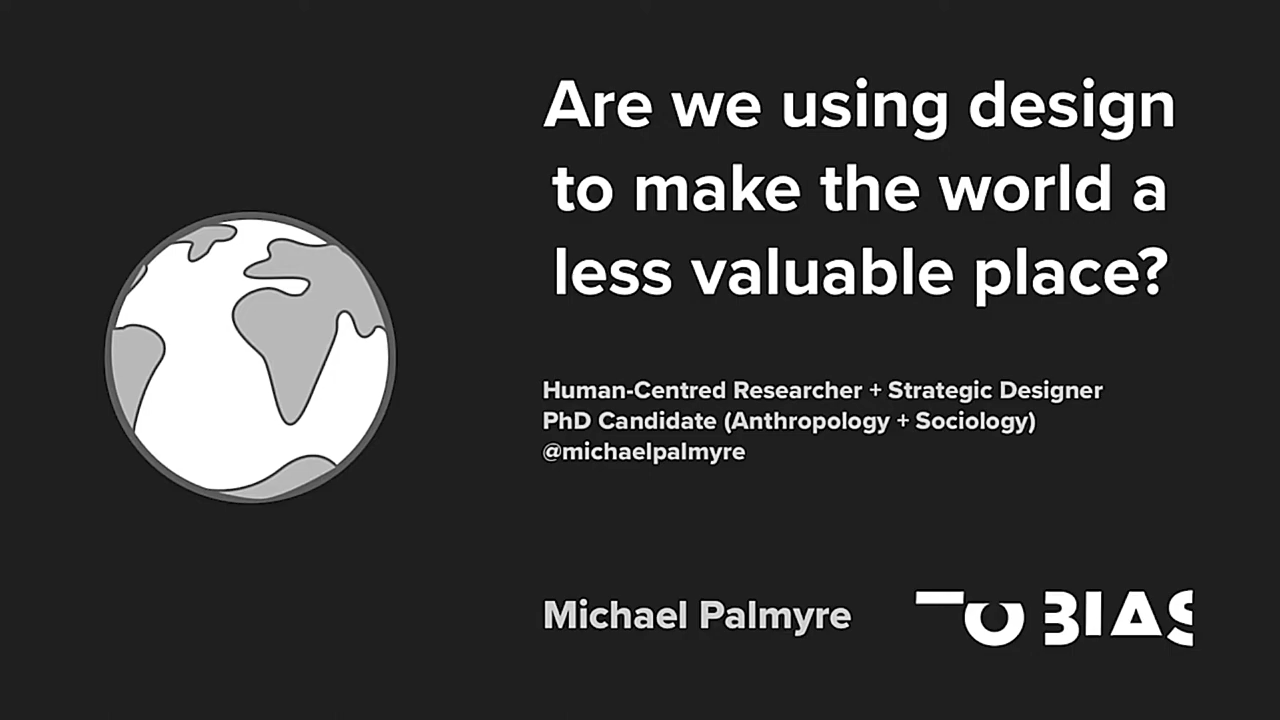 Are we using design
to make the world a
less valuable place?
Human-Centred Researcher + Strategic Designer
PhD Candidate (Anthropology + Sociology)
@michaelpalmyre
Michael Palmyre
TOBIAS